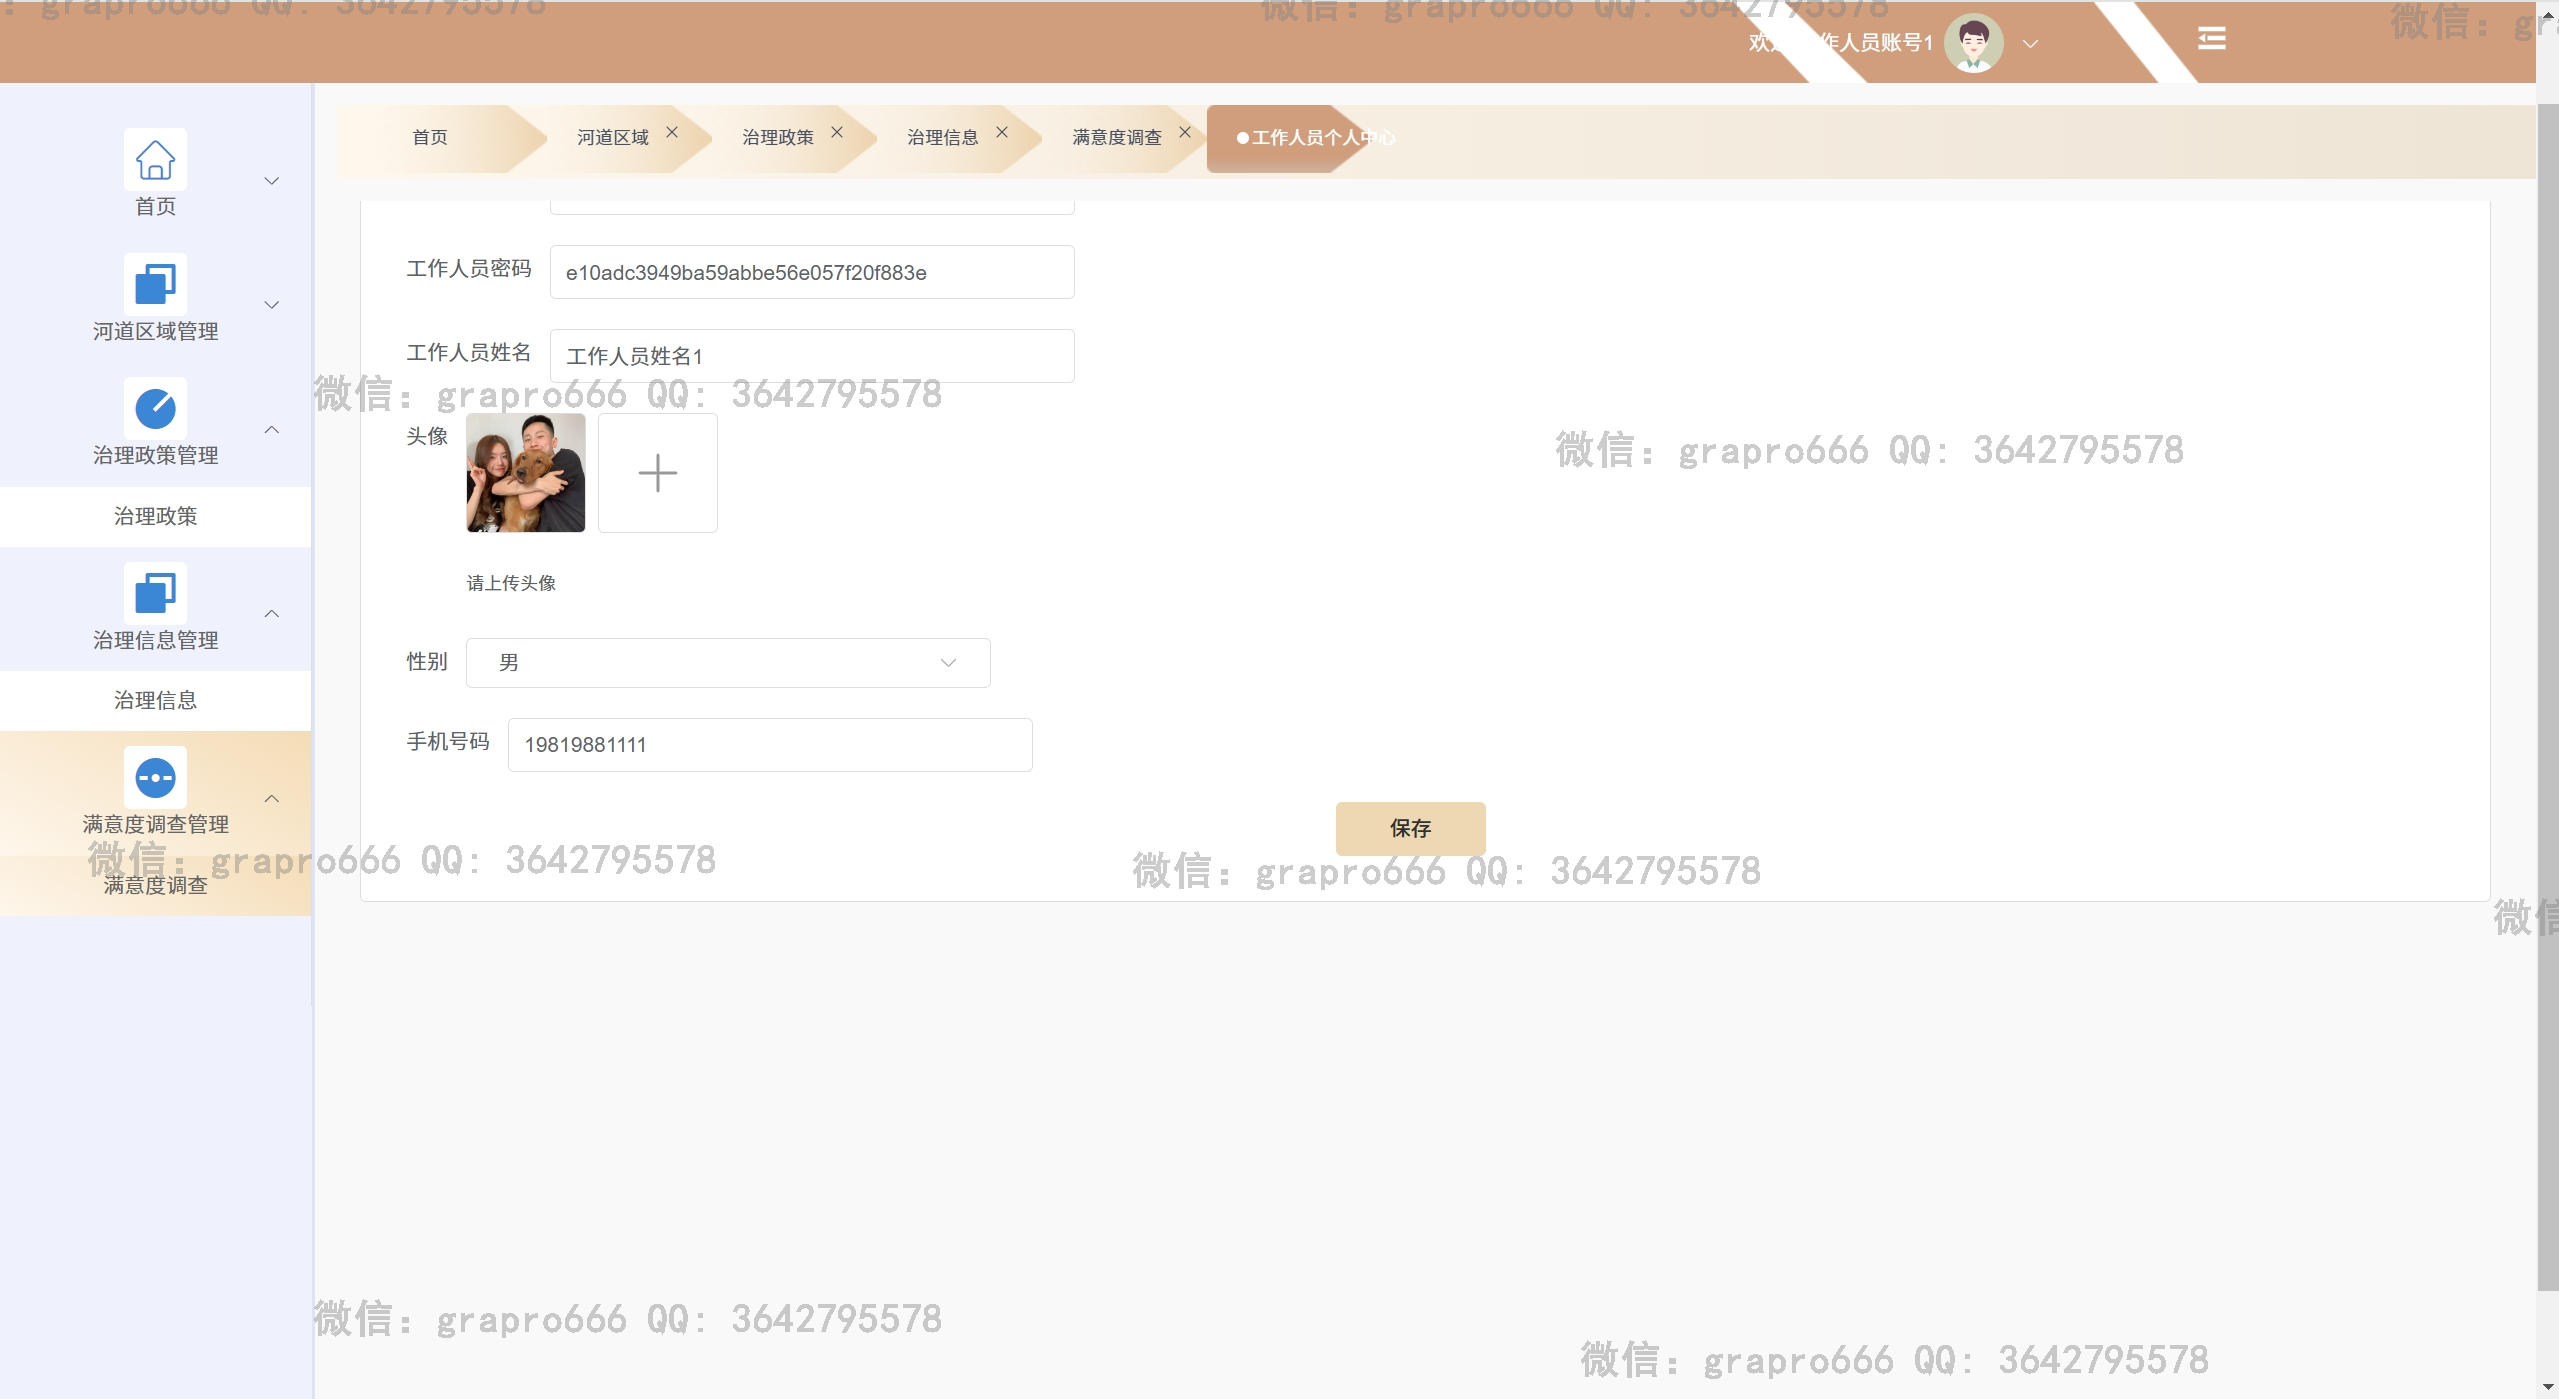 grapro666 QQ: 3642795578
微信: grapro666 QQ: 3642795578
微信:
作人员账号1
首页
河道区域
治理政策
治理信息
满意度调查
工作人员个人中心
首页
河道区域管理
治理政策管理
治理政策
治理信息管理
治理信息
满意度调查管理
满意度调查
工作人员密码
e10adc3949ba59abbe56e057f20f883e
工作人员姓名
工作人员姓名1
微信: grapro666 QQ: 3642795578
微信: grapro666 QQ: 3642795578
头像
请上传头像
性别
男
手机号码
19819881111
保存
微信: grapro666 QQ: 3642795578
微信: grapro666 QQ: 3642795578
微信
微信: grapro666 QQ: 3642795578
微信: grapro666 QQ: 3642795578